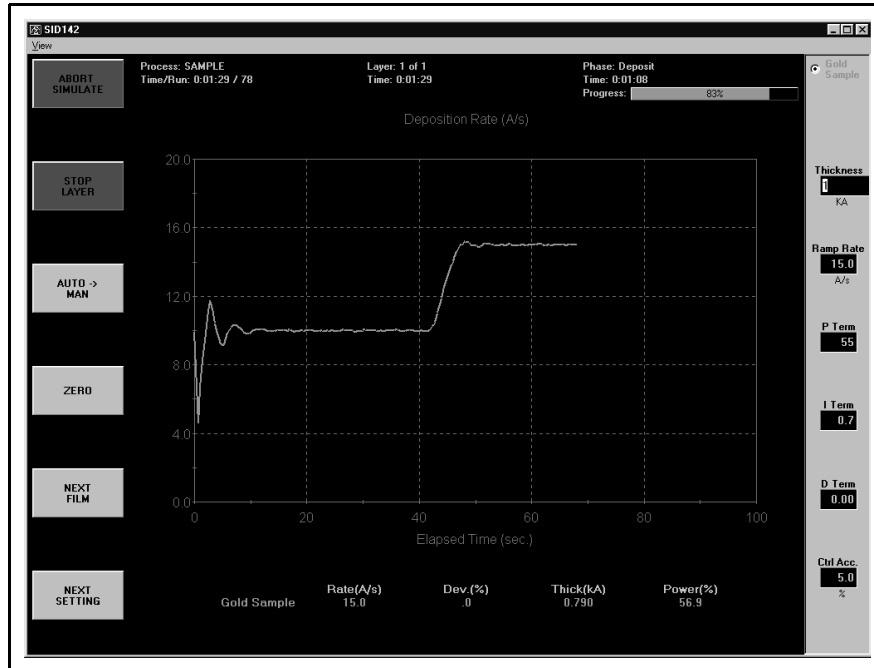 SID142
View
ABORT
SIMULATE
STOP
LAYER
AUTO ->
MAN
ZERO
NEXT
FILM
NEXT
SETTING
Process: SAMPLE
Time/Run: 0:01:29 / 78
Layer: 1 of 1
Time: 0:01:29
Phase: Deposit
Time: 0:01:08
Progress: 83%
Deposition Rate (A/s)
20.0
16.0
12.0
8.0
4.0
0.0
0 20 40 60 80 100
Elapsed Time (sec.)
Rate(A/s) Dev.(%) Thick(kA) Power(%)
Gold Sample 15.0 .0 0.790 56.9
Gold
Sample
Thickness
1
KA
Ramp Rate
15.0
A/s
P Term
55
I Term
0.7
D Term
0.00
Ctrl Acc.
5.0
%